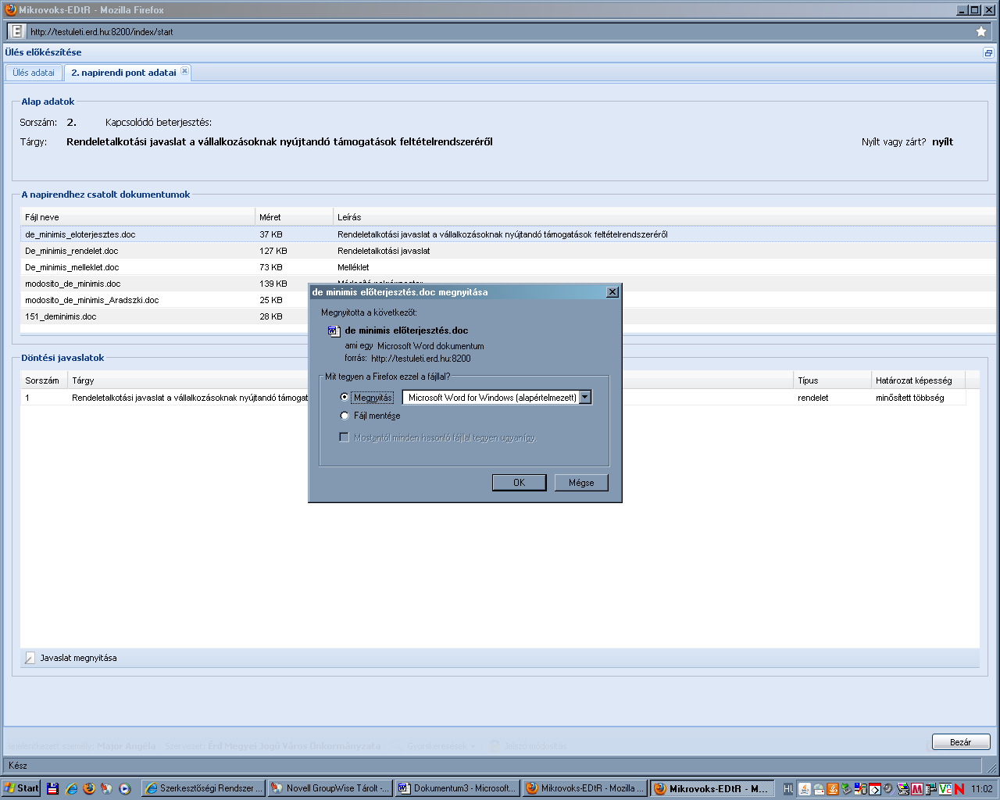 Mikrovoks-EDtR - Mozilla Firefox
http://testuleti.erd.hu:8200/index/start
Ülés előkészítése
Ülés adatai
2. napirendi pont adatai
Alap adatok
Sorszám: 2. Kapcsolódó beterjesztés:
Tárgy: Rendeletalkotási javaslat a vállalkozásoknak nyújtandó támogatások feltételrendszeréről Nyílt vagy zárt? nyílt
A napirendhez csatolt dokumentumok
Fájl neve Méret Leírás
de_minimis_eloterjesztes.doc 37 KB Rendeletalkotási javaslat a vállalkozásoknak nyújtandó támogatások feltételrendszeréről
De_minimis_rendelet.doc 127 KB Rendeletalkotási javaslat
De_minimis_melleklet.doc 73 KB Melléklet
modosito_de_minimis.doc 139 KB
modosito_de_minimis_Aradszki.doc 25 KB
151_deminimis.doc 28 KB
de minimis előterjesztés.doc megnyitása
Megnyitotta a következőt:
de minimis előterjesztés.doc
ami egy Microsoft Word dokumentum
forrás: http://testuleti.erd.hu:8200
Mit tegyen a Firefox ezzel a fájllal?
Megnyitás Microsoft Word for Windows (alapértelmezett)
Fájl mentése
Mostantól minden hasonló fájllal tegyen ugyanígy.
OK Mégse
Döntési javaslatok
Sorszám Tárgy Típus Határozat képesség
1 Rendeletalkotási javaslat a vállalkozásoknak nyújtandó támogat rendelet minősített többség
Javaslat megnyitása
Bejelentkezett személy: Major Angéla Szervezet: Érd Megyei Jogú Város Önkormányzata Gyorskeresések Jelszó módosítás
Bezár
Kész
Start Szerkesztőségi Rendszer ... Novell GroupWise Tárolt -... Dokumentum3 - Microsoft... Mikrovoks-EDtR - Mozilla ... Mikrovoks-EDtR - M... HU 11:02